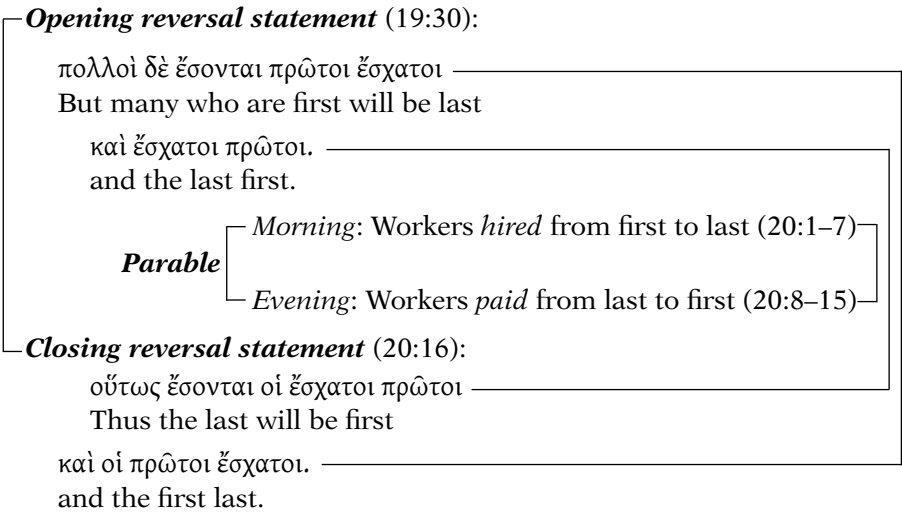 Opening reversal statement (19:30):
πολλοὶ δὲ ἔσονται πρῶτοι ἔσχατοι
But many who are first will be last
καὶ ἔσχατοι πρῶτοι.
and the last first.
Morning: Workers hired from first to last (20:1–7)
Parable
Evening: Workers paid from last to first (20:8–15)
Closing reversal statement (20:16):
οὕτως ἔσονται οἱ ἔσχατοι πρῶτοι
Thus the last will be first
καὶ οἱ πρῶτοι ἔσχατοι.
and the first last.